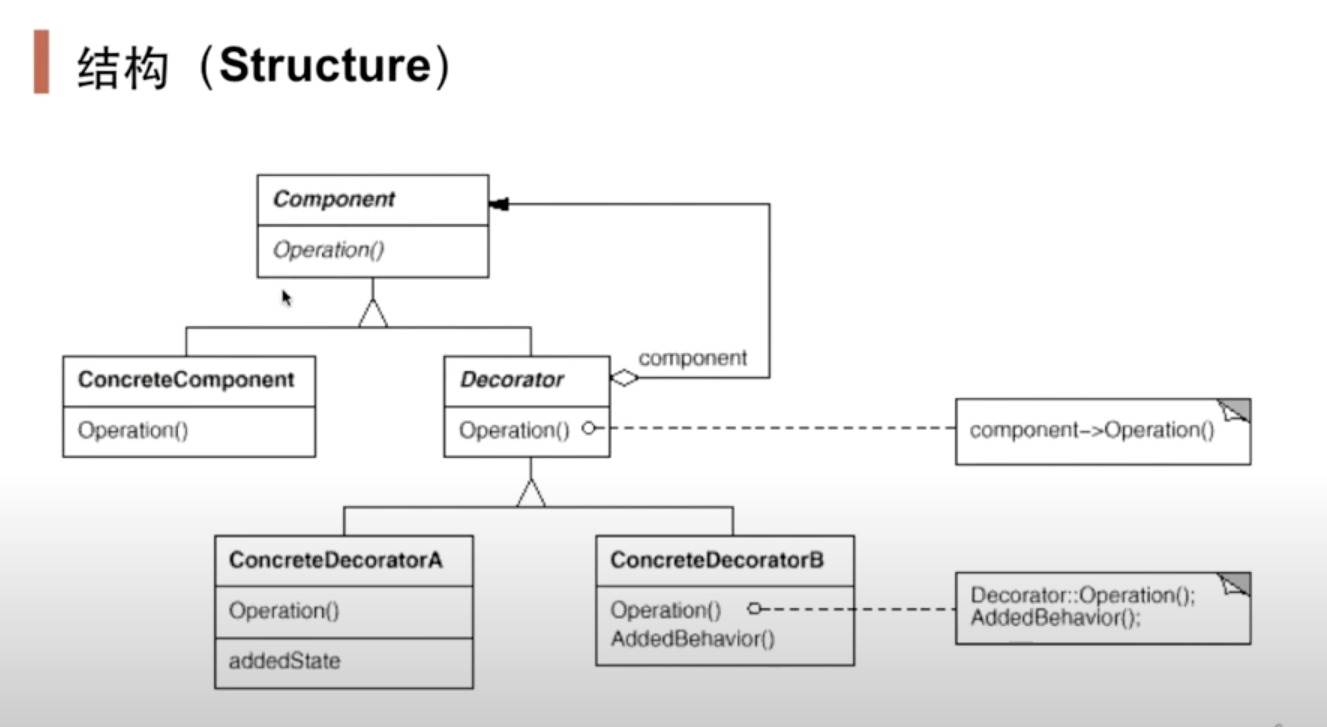 结构（Structure）
Component
Operation()
component
ConcreteComponent
Operation()
Decorator
Operation()
component->Operation()
ConcreteDecoratorA
Operation()
addedState
ConcreteDecoratorB
Operation()
AddedBehavior()
Decorator::Operation();
AddedBehavior();